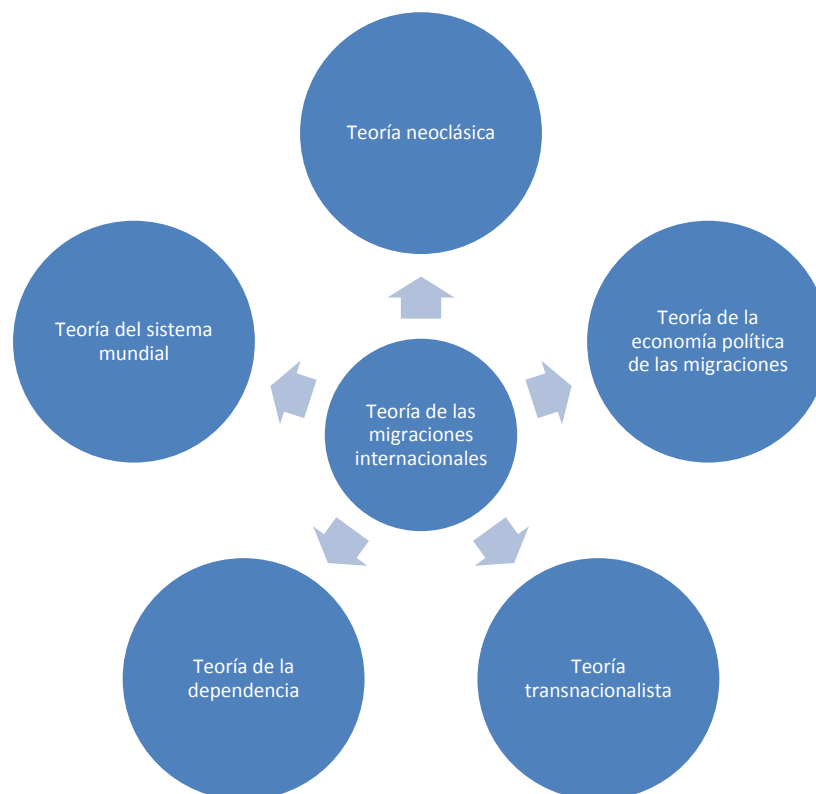 Teoría neoclásica
Teoría de la
economía política
de las migraciones
Teoría
transnacionalista
Teoría de la
dependencia
Teoría del sistema
mundial
Teoría de las
migraciones
internacionales